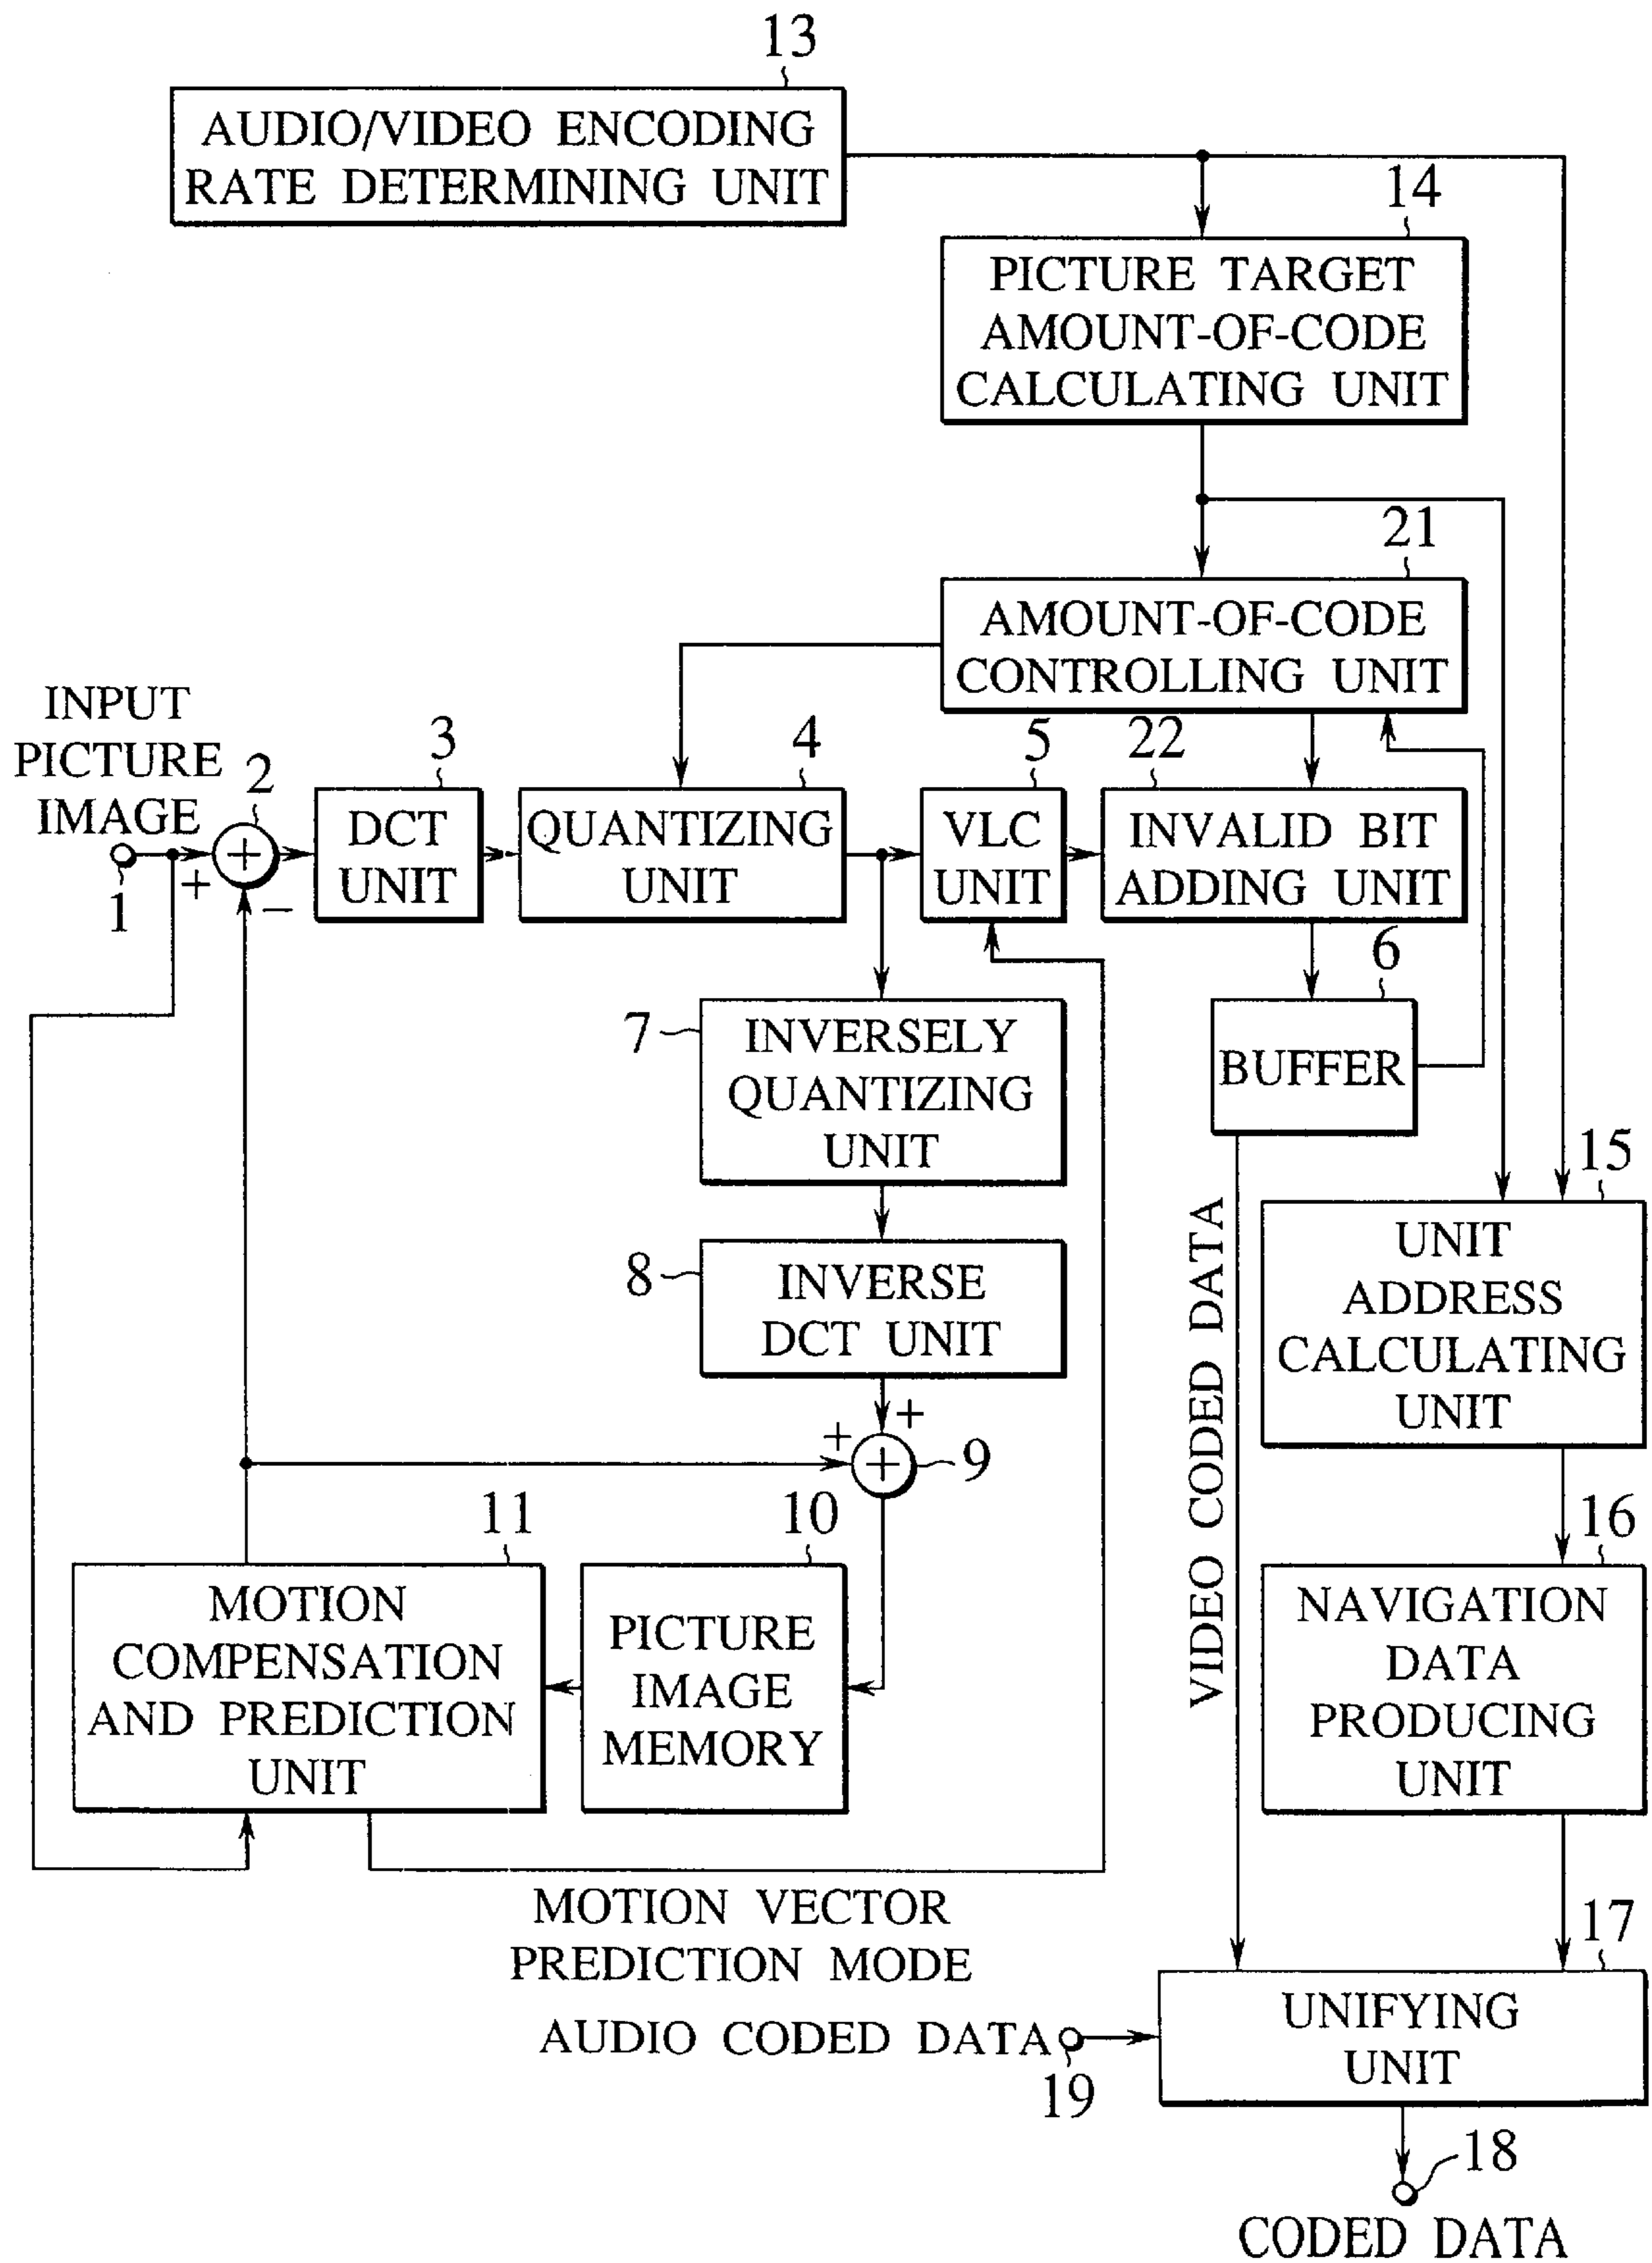 13
AUDIO/VIDEO ENCODING
RATE DETERMINING UNIT
14
PICTURE TARGET
AMOUNT-OF-CODE
CALCULATING UNIT
21
AMOUNT-OF-CODE
CONTROLLING UNIT
INPUT
PICTURE
IMAGE
1
+
2
+
−
3
DCT
UNIT
4
QUANTIZING
UNIT
5
VLC
UNIT
22
INVALID BIT
ADDING UNIT
6
BUFFER
7
INVERSELY
QUANTIZING
UNIT
8
INVERSE
DCT UNIT
+
+
+
9
15
UNIT
ADDRESS
CALCULATING
UNIT
VIDEO CODED DATA
11
MOTION
COMPENSATION
AND PREDICTION
UNIT
10
PICTURE
IMAGE
MEMORY
16
NAVIGATION
DATA
PRODUCING
UNIT
MOTION VECTOR
PREDICTION MODE
AUDIO CODED DATA
19
17
UNIFYING
UNIT
18
CODED DATA